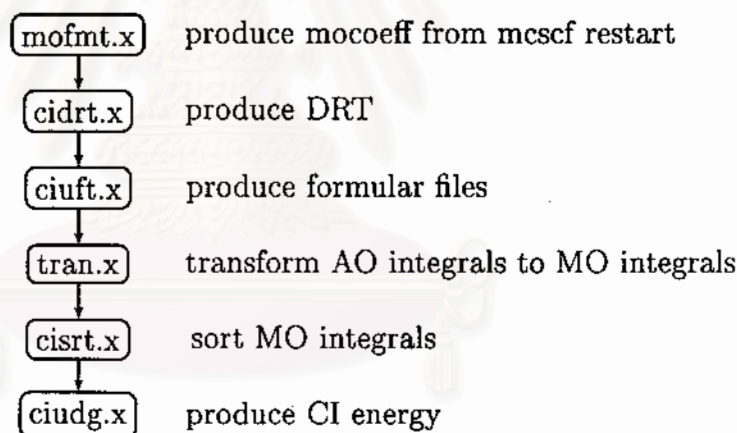 mofmt.x produce mocoeff from mcscf restart
cidrt.x produce DRT
ciuft.x produce formular files
tran.x transform AO integrals to MO integrals
cisrt.x sort MO integrals
ciudg.x produce CI energy